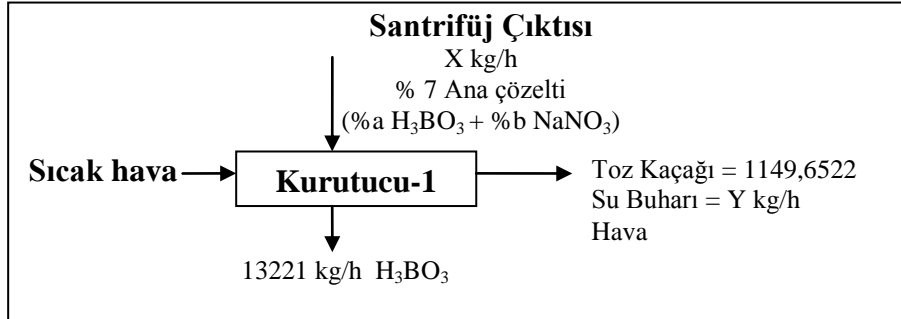 Santrifüj Çıktısı
X kg/h
% 7 Ana çözelti
(%a H₃BO₃ + %b NaNO₃)
Sıcak hava
Kurutucu-1
Toz Kaçağı = 1149,6522
Su Buharı = Y kg/h
Hava
13221 kg/h H₃BO₃